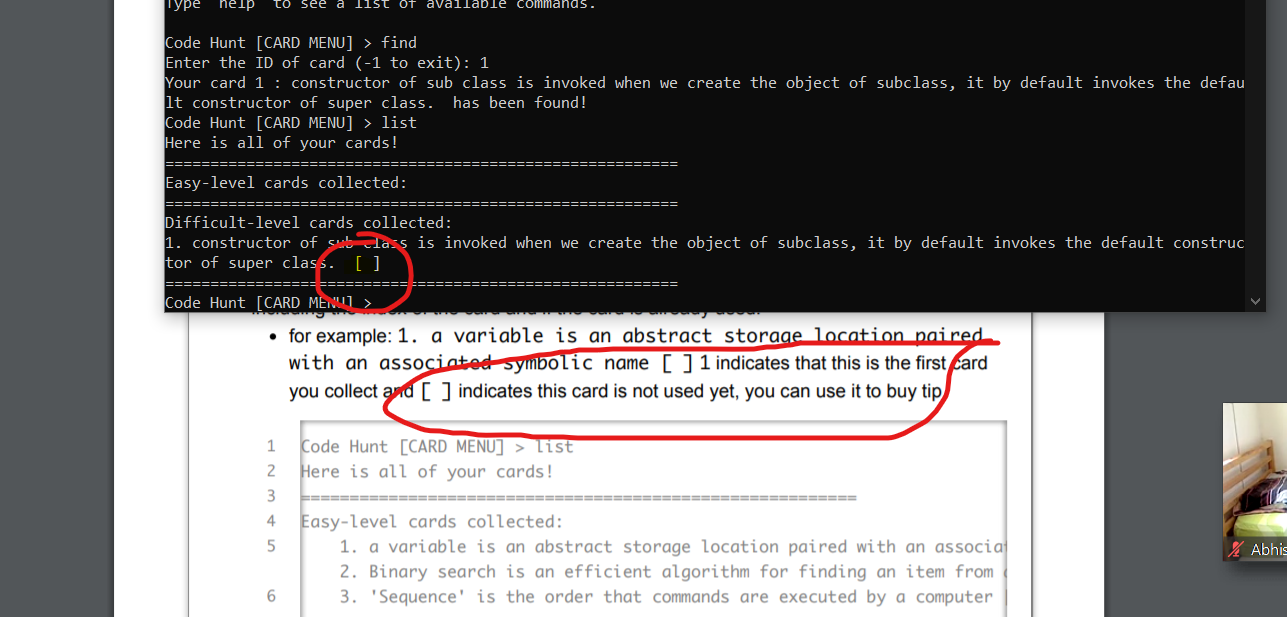 Type `help` to see a list of available commands.
Code Hunt [CARD MENU] > find
Enter the ID of card (-1 to exit): 1
Your card 1 : constructor of sub class is invoked when we create the object of subclass, it by default invokes the defau
lt constructor of super class.  has been found!
Code Hunt [CARD MENU] > list
Here is all of your cards!
=========================================================
Easy-level cards collected:
=========================================================
Difficult-level cards collected:
1. constructor of sub class is invoked when we create the object of subclass, it by default invokes the default construc
tor of super class.  [ ]
=========================================================
Code Hunt [CARD MENU] >
including the index of the card and if the card is already used.
• for example: 1. a variable is an abstract storage location paired
with an associated symbolic name [ ] 1 indicates that this is the first card
you collect and [ ] indicates this card is not used yet, you can use it to buy tip
1 Code Hunt [CARD MENU] > list
2 Here is all of your cards!
3 =========================================================
4 Easy-level cards collected:
5 1. a variable is an abstract storage location paired with an associat
2. Binary search is an efficient algorithm for finding an item from
6 3. 'Sequence' is the order that commands are executed by a computer
Abhis